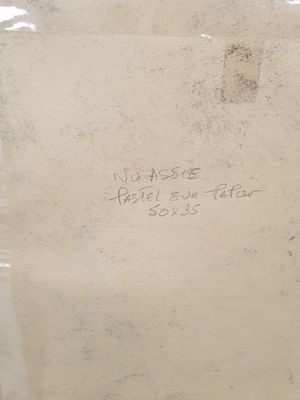 NU ASSIS
PASTEL SUR PAPIER
50x35